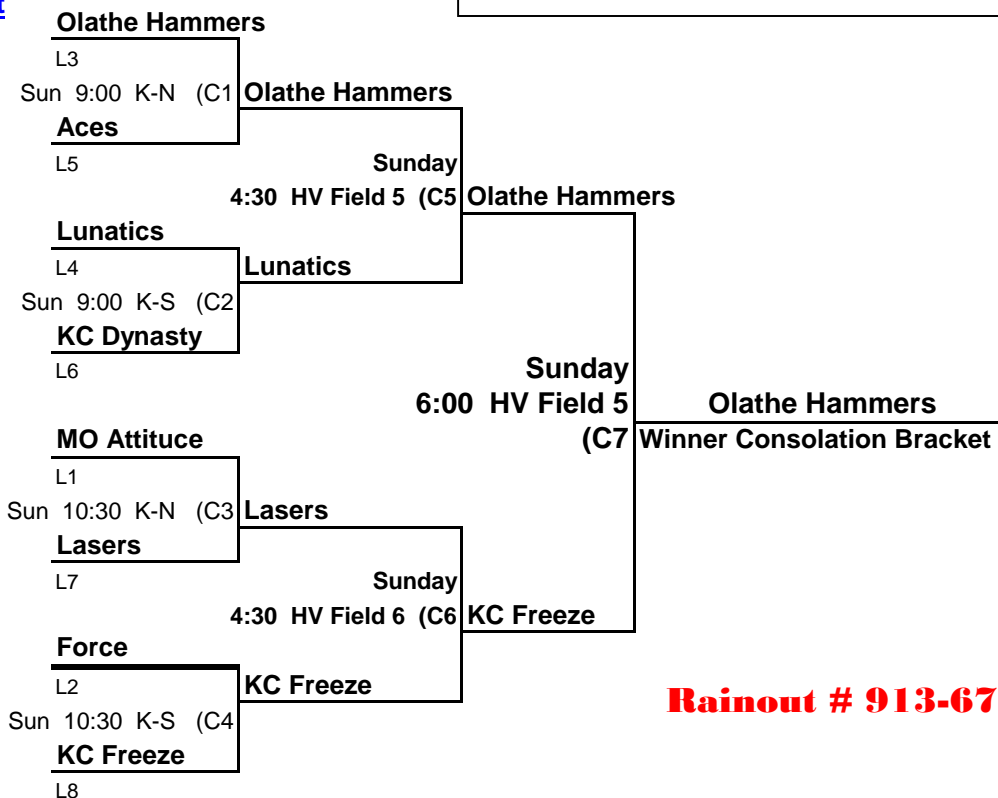 Olathe Hammers
L3
Sun 9:00 K-N (C1 Olathe Hammers
Aces
L5 Sunday
4:30 HV Field 5 (C5 Olathe Hammers
Lunatics
L4 Lunatics
Sun 9:00 K-S (C2
KC Dynasty
L6 Sunday
6:00 HV Field 5 Olathe Hammers
MO Attituce (C7 Winner Consolation Bracket
L1
Sun 10:30 K-N (C3 Lasers
Lasers
L7 Sunday
4:30 HV Field 6 (C6 KC Freeze
Force
L2 KC Freeze
Rainout # 913-67
Sun 10:30 K-S (C4
KC Freeze
L8